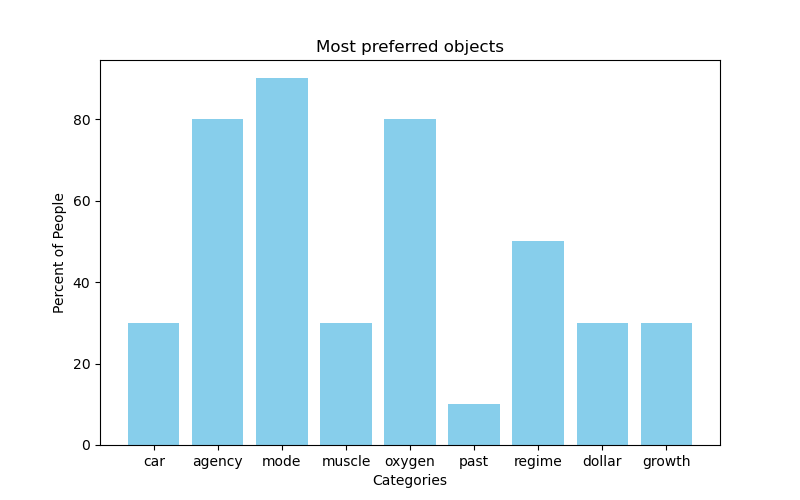 Most preferred objects
Percent of People
80
60
40
20
0
car agency mode muscle oxygen past regime dollar growth
Categories